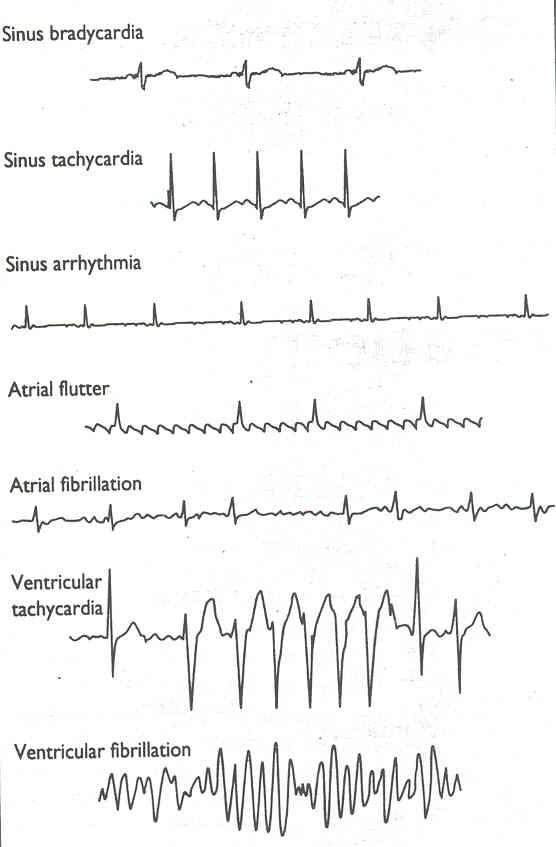 Sinus bradycardia
Sinus tachycardia
Sinus arrhythmia
Atrial flutter
Atrial fibrillation
Ventricular
tachycardia
Ventricular fibrillation